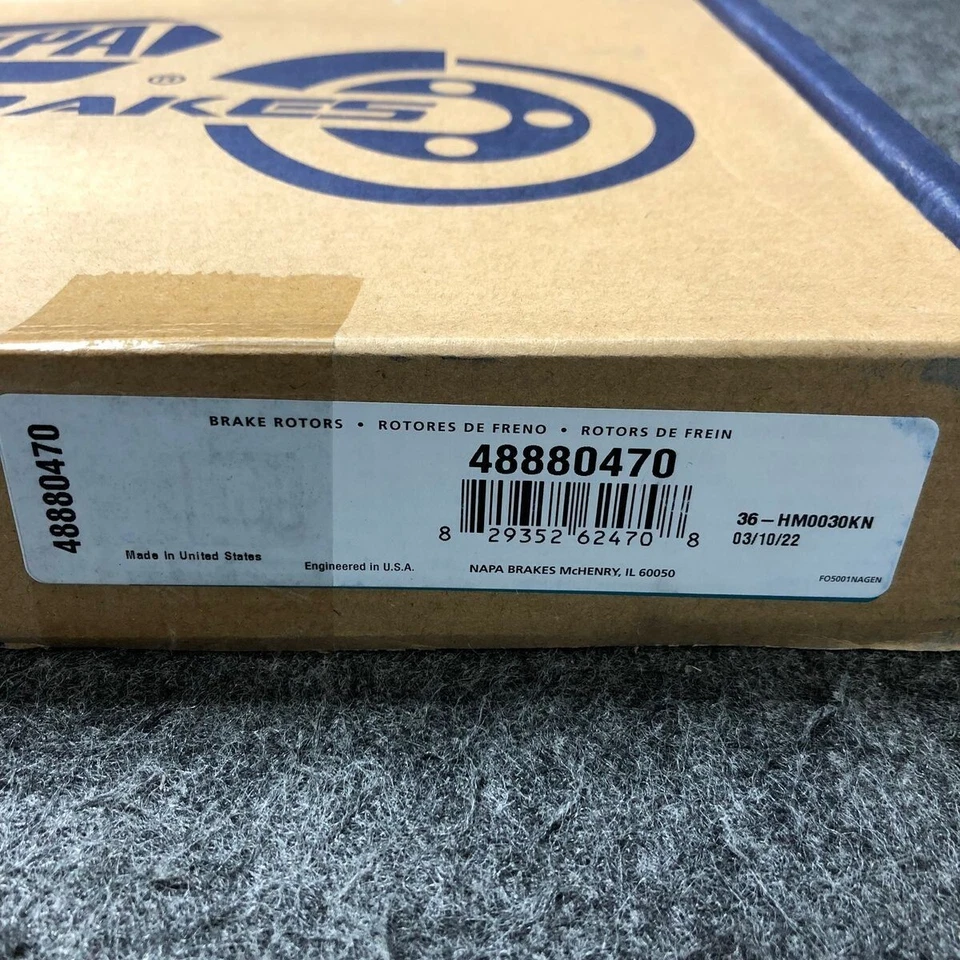 BRAKES®
BRAKE ROTORS • ROTORES DE FRENO • ROTORS DE FREIN
48880470
48880470
8 29352 62470 8
36-HM0030KN
03/10/22
Made In United States
Engineered in U.S.A.
NAPA BRAKES McHENRY, IL 60050
FO5001NAGEN